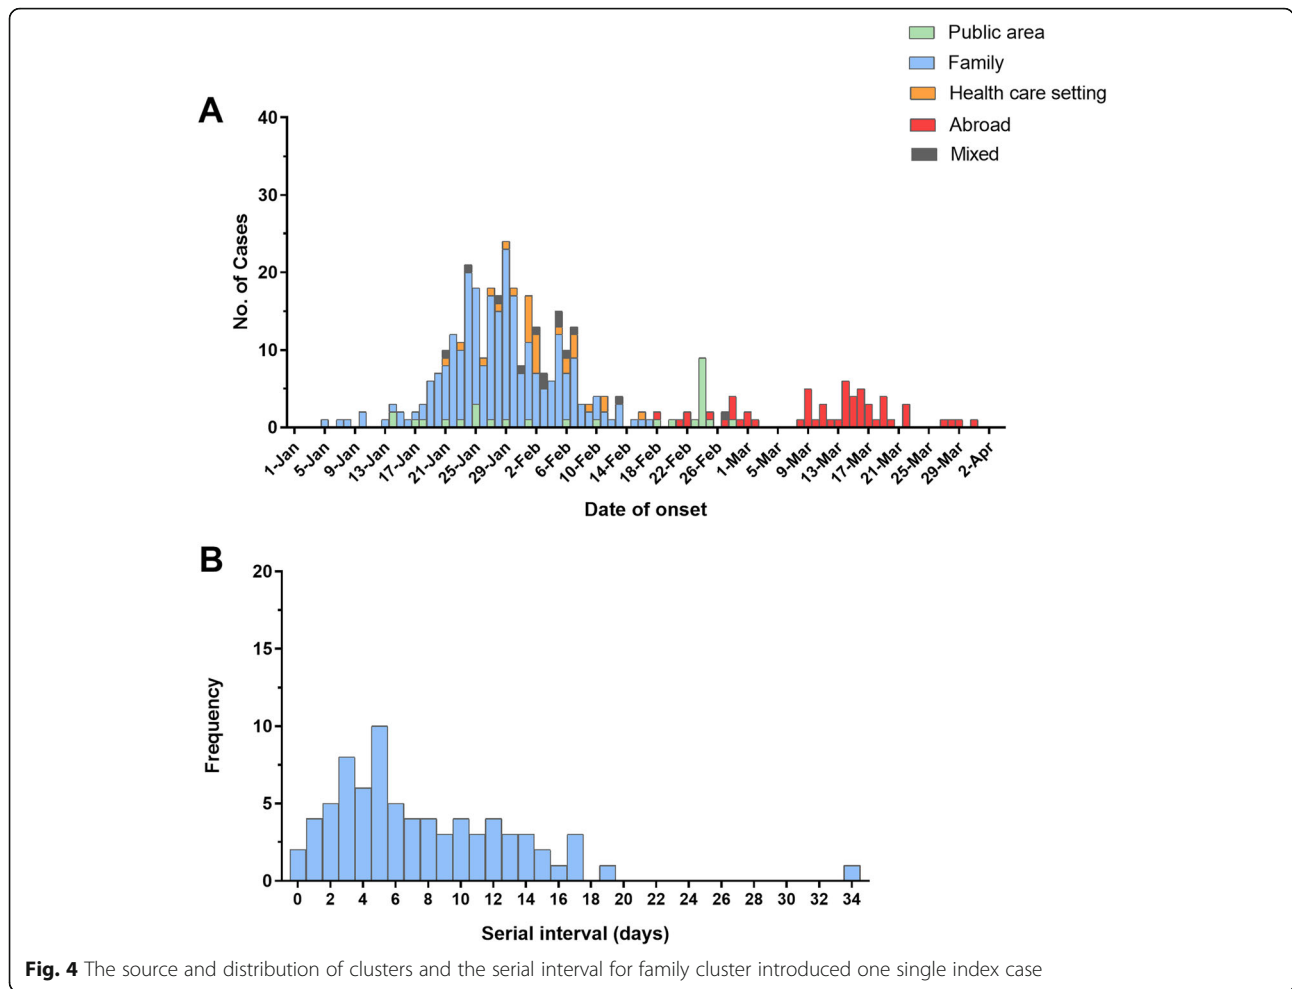 Public area
Family
Health care setting
Abroad
Mixed
A
40
30
20
10
0
No. of Cases
1-Jan 5-Jan 9-Jan 13-Jan 17-Jan 21-Jan 25-Jan 29-Jan 2-Feb 6-Feb 10-Feb 14-Feb 18-Feb 22-Feb 26-Feb 1-Mar 5-Mar 9-Mar 13-Mar 17-Mar 21-Mar 25-Mar 29-Mar 2-Apr
Date of onset
B
20
15
10
5
0
Frequency
0 2 4 6 8 10 12 14 16 18 20 22 24 26 28 30 32 34
Serial interval (days)
Fig. 4 The source and distribution of clusters and the serial interval for family cluster introduced one single index case